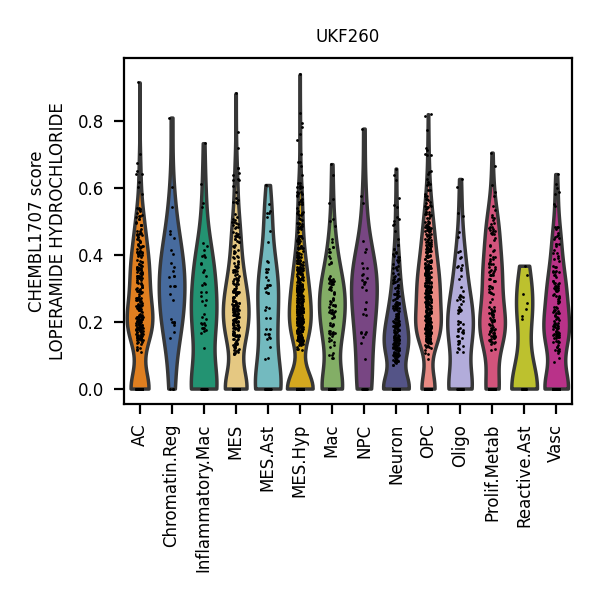 UKF260
CHEMBL1707 score
LOPERAMIDE HYDROCHLORIDE
0.8
0.6
0.4
0.2
0.0
AC
Chromatin.Reg
Inflammatory.Mac
MES
MES.Ast
MES.Hyp
Mac
NPC
Neuron
OPC
Oligo
Prolif.Metab
Reactive.Ast
Vasc